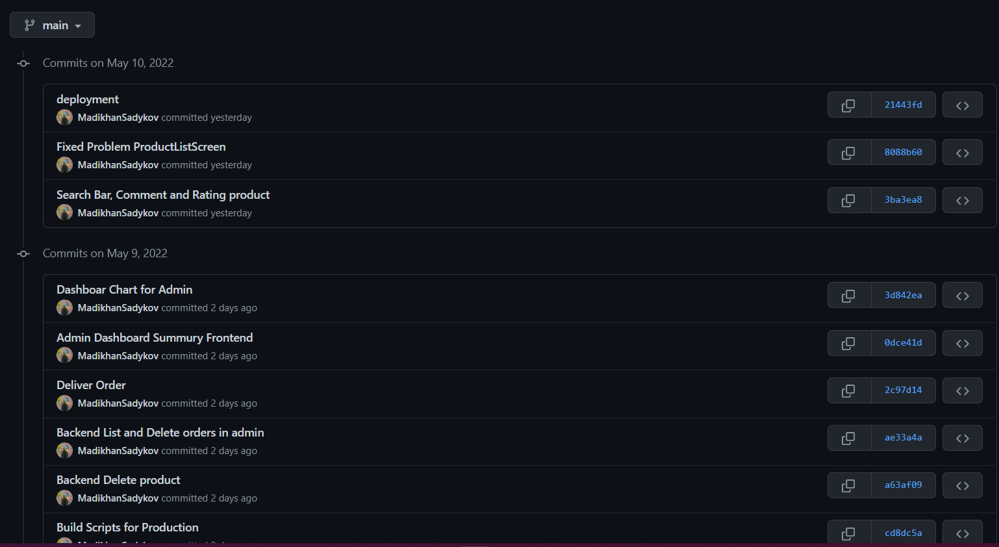 main
Commits on May 10, 2022
deployment
21443fd
MadikhanSadykov committed yesterday
Fixed Problem ProductListScreen
8088b60
MadikhanSadykov committed yesterday
Search Bar, Comment and Rating product
3ba3ea8
MadikhanSadykov committed yesterday
Commits on May 9, 2022
Dashboar Chart for Admin
3d842ea
MadikhanSadykov committed 2 days ago
Admin Dashboard Summury Frontend
0dce41d
MadikhanSadykov committed 2 days ago
Deliver Order
2c97d14
MadikhanSadykov committed 2 days ago
Backend List and Delete orders in admin
ae33a4a
MadikhanSadykov committed 2 days ago
Backend Delete product
a63af09
MadikhanSadykov committed 2 days ago
Build Scripts for Production
cd8dc5a